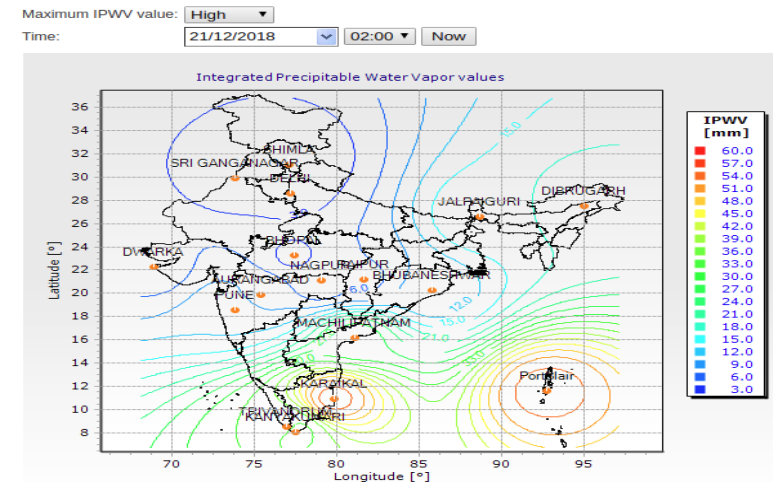 Maximum IPWV value: High
Time: 21/12/2018 02:00 Now
Integrated Precipitable Water Vapor values
IPWV
[mm]
60.0
57.0
54.0
51.0
48.0
45.0
42.0
39.0
36.0
33.0
30.0
27.0
24.0
21.0
18.0
15.0
12.0
9.0
6.0
3.0
Latitude [°]
36
34
32
30
28
26
24
22
20
18
16
14
12
10
8
15.0
SHIMLA
SRI GANGANAGAR
DELHI
DIBRUGARH
JALPAIGURI
BHOPAL
DWARKA
NAGPUR RAIPUR
BHUBANESHWAR
AURANGABAD
6.0
PUNE
12.0
15.0
MACHILIPATNAM
21.0
Portblair
KARAIKAL
TRIVANDRUM
KANYAKUMARI
70 75 80 85 90 95
Longitude [°]